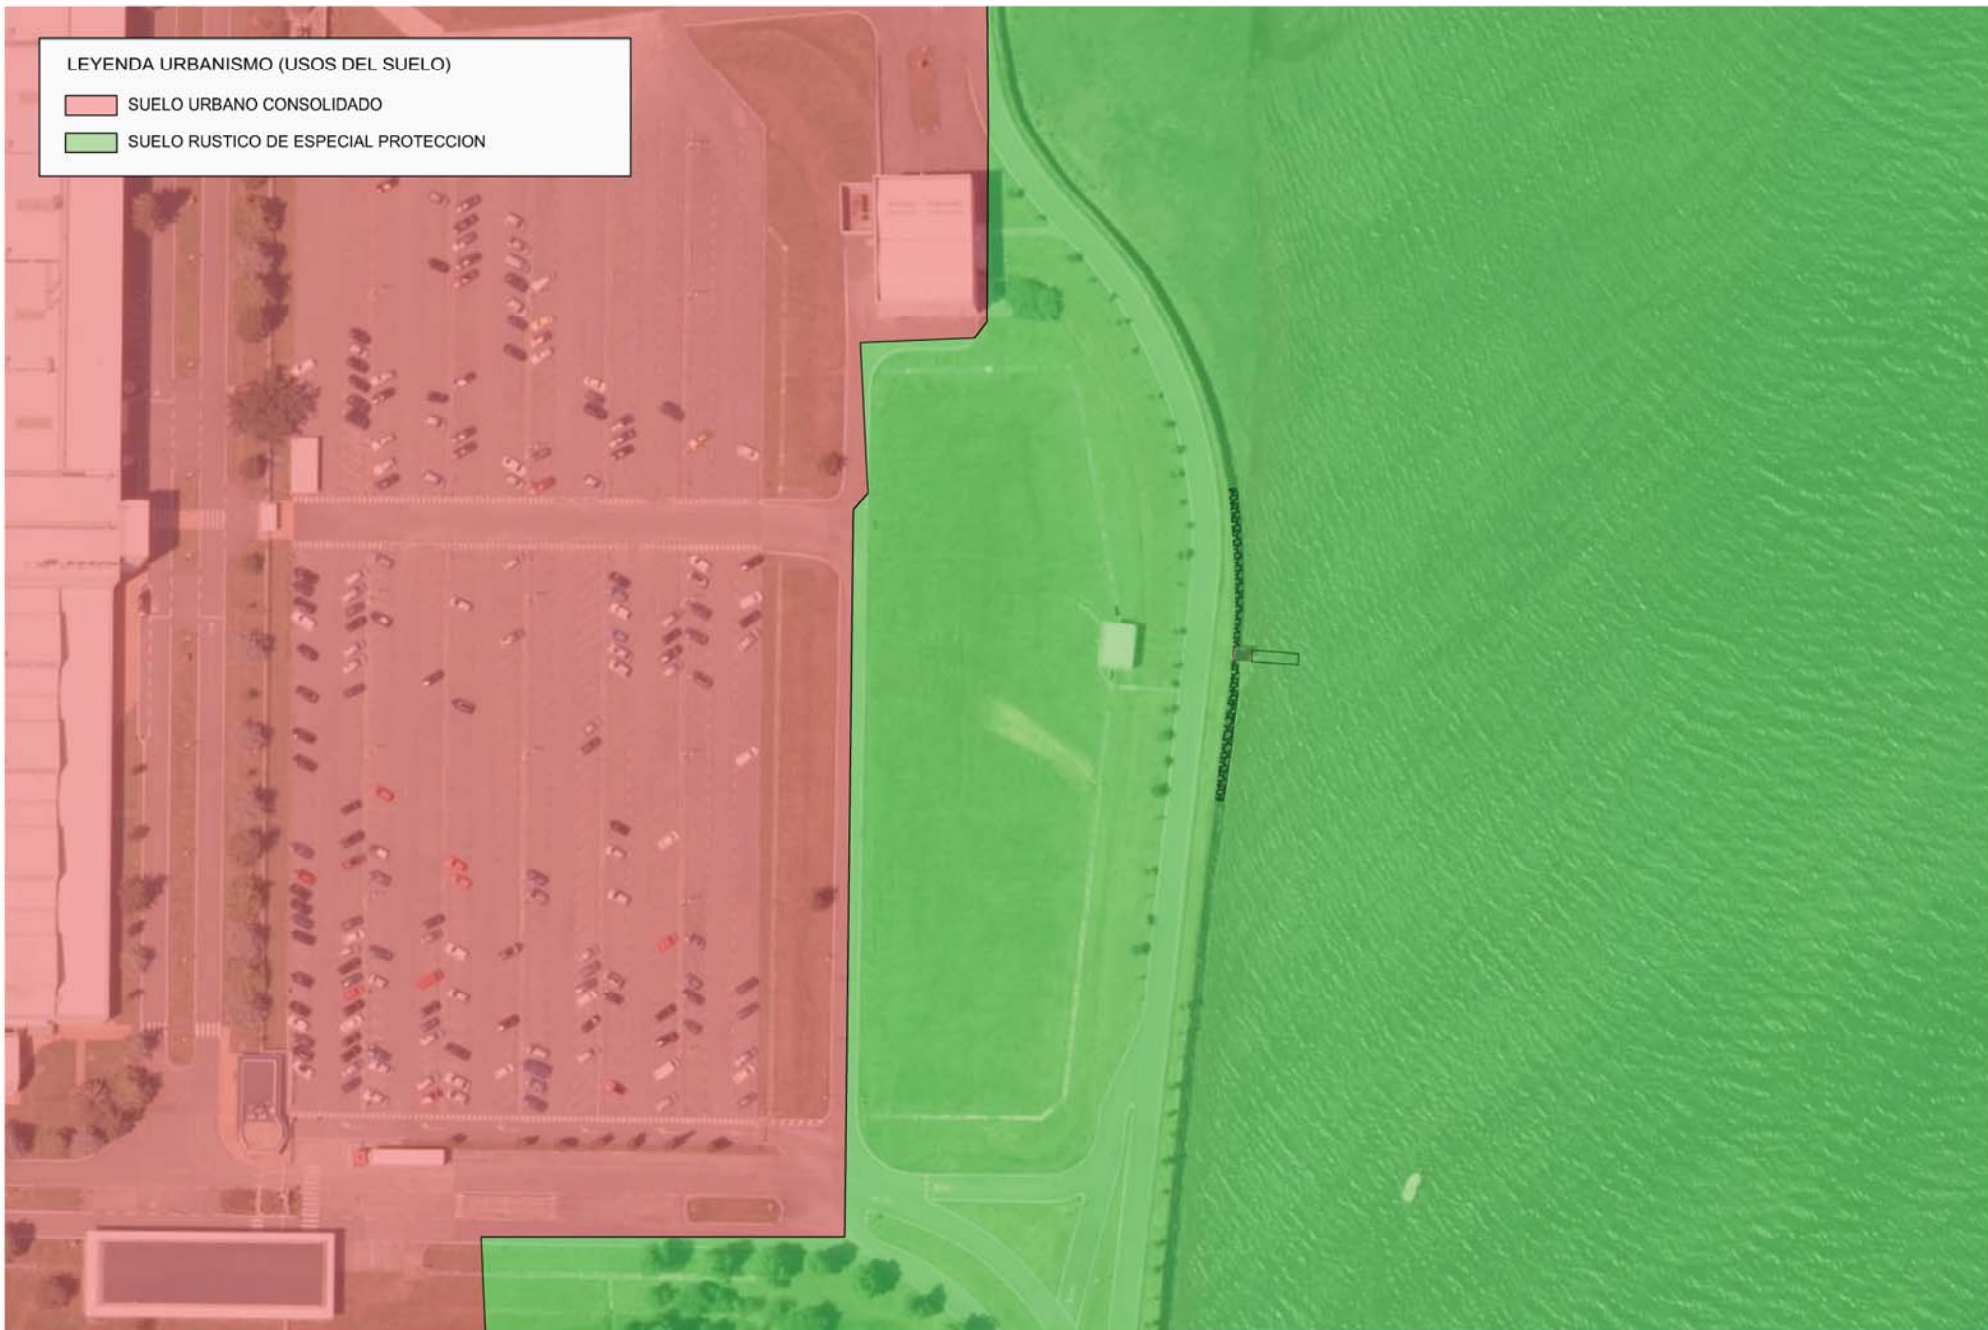 LEYENDA URBANISMO (USOS DEL SUELO)
SUELO URBANO CONSOLIDADO
SUELO RUSTICO DE ESPECIAL PROTECCION